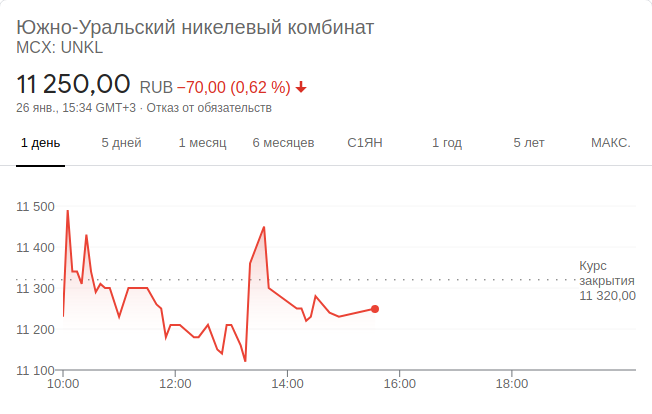 Южно-Уральский никелевый комбинат
MCX: UNKL
11 250,00 RUB −70,00 (0,62 %)
26 янв., 15:34 GMT+3 · Отказ от обязательств
1 день 5 дней 1 месяц 6 месяцев С1ЯН 1 год 5 лет МАКС.
11 500
11 400
Курс
закрытия
11 300
11 320,00
11 200
11 100
10:00 12:00 14:00 16:00 18:00